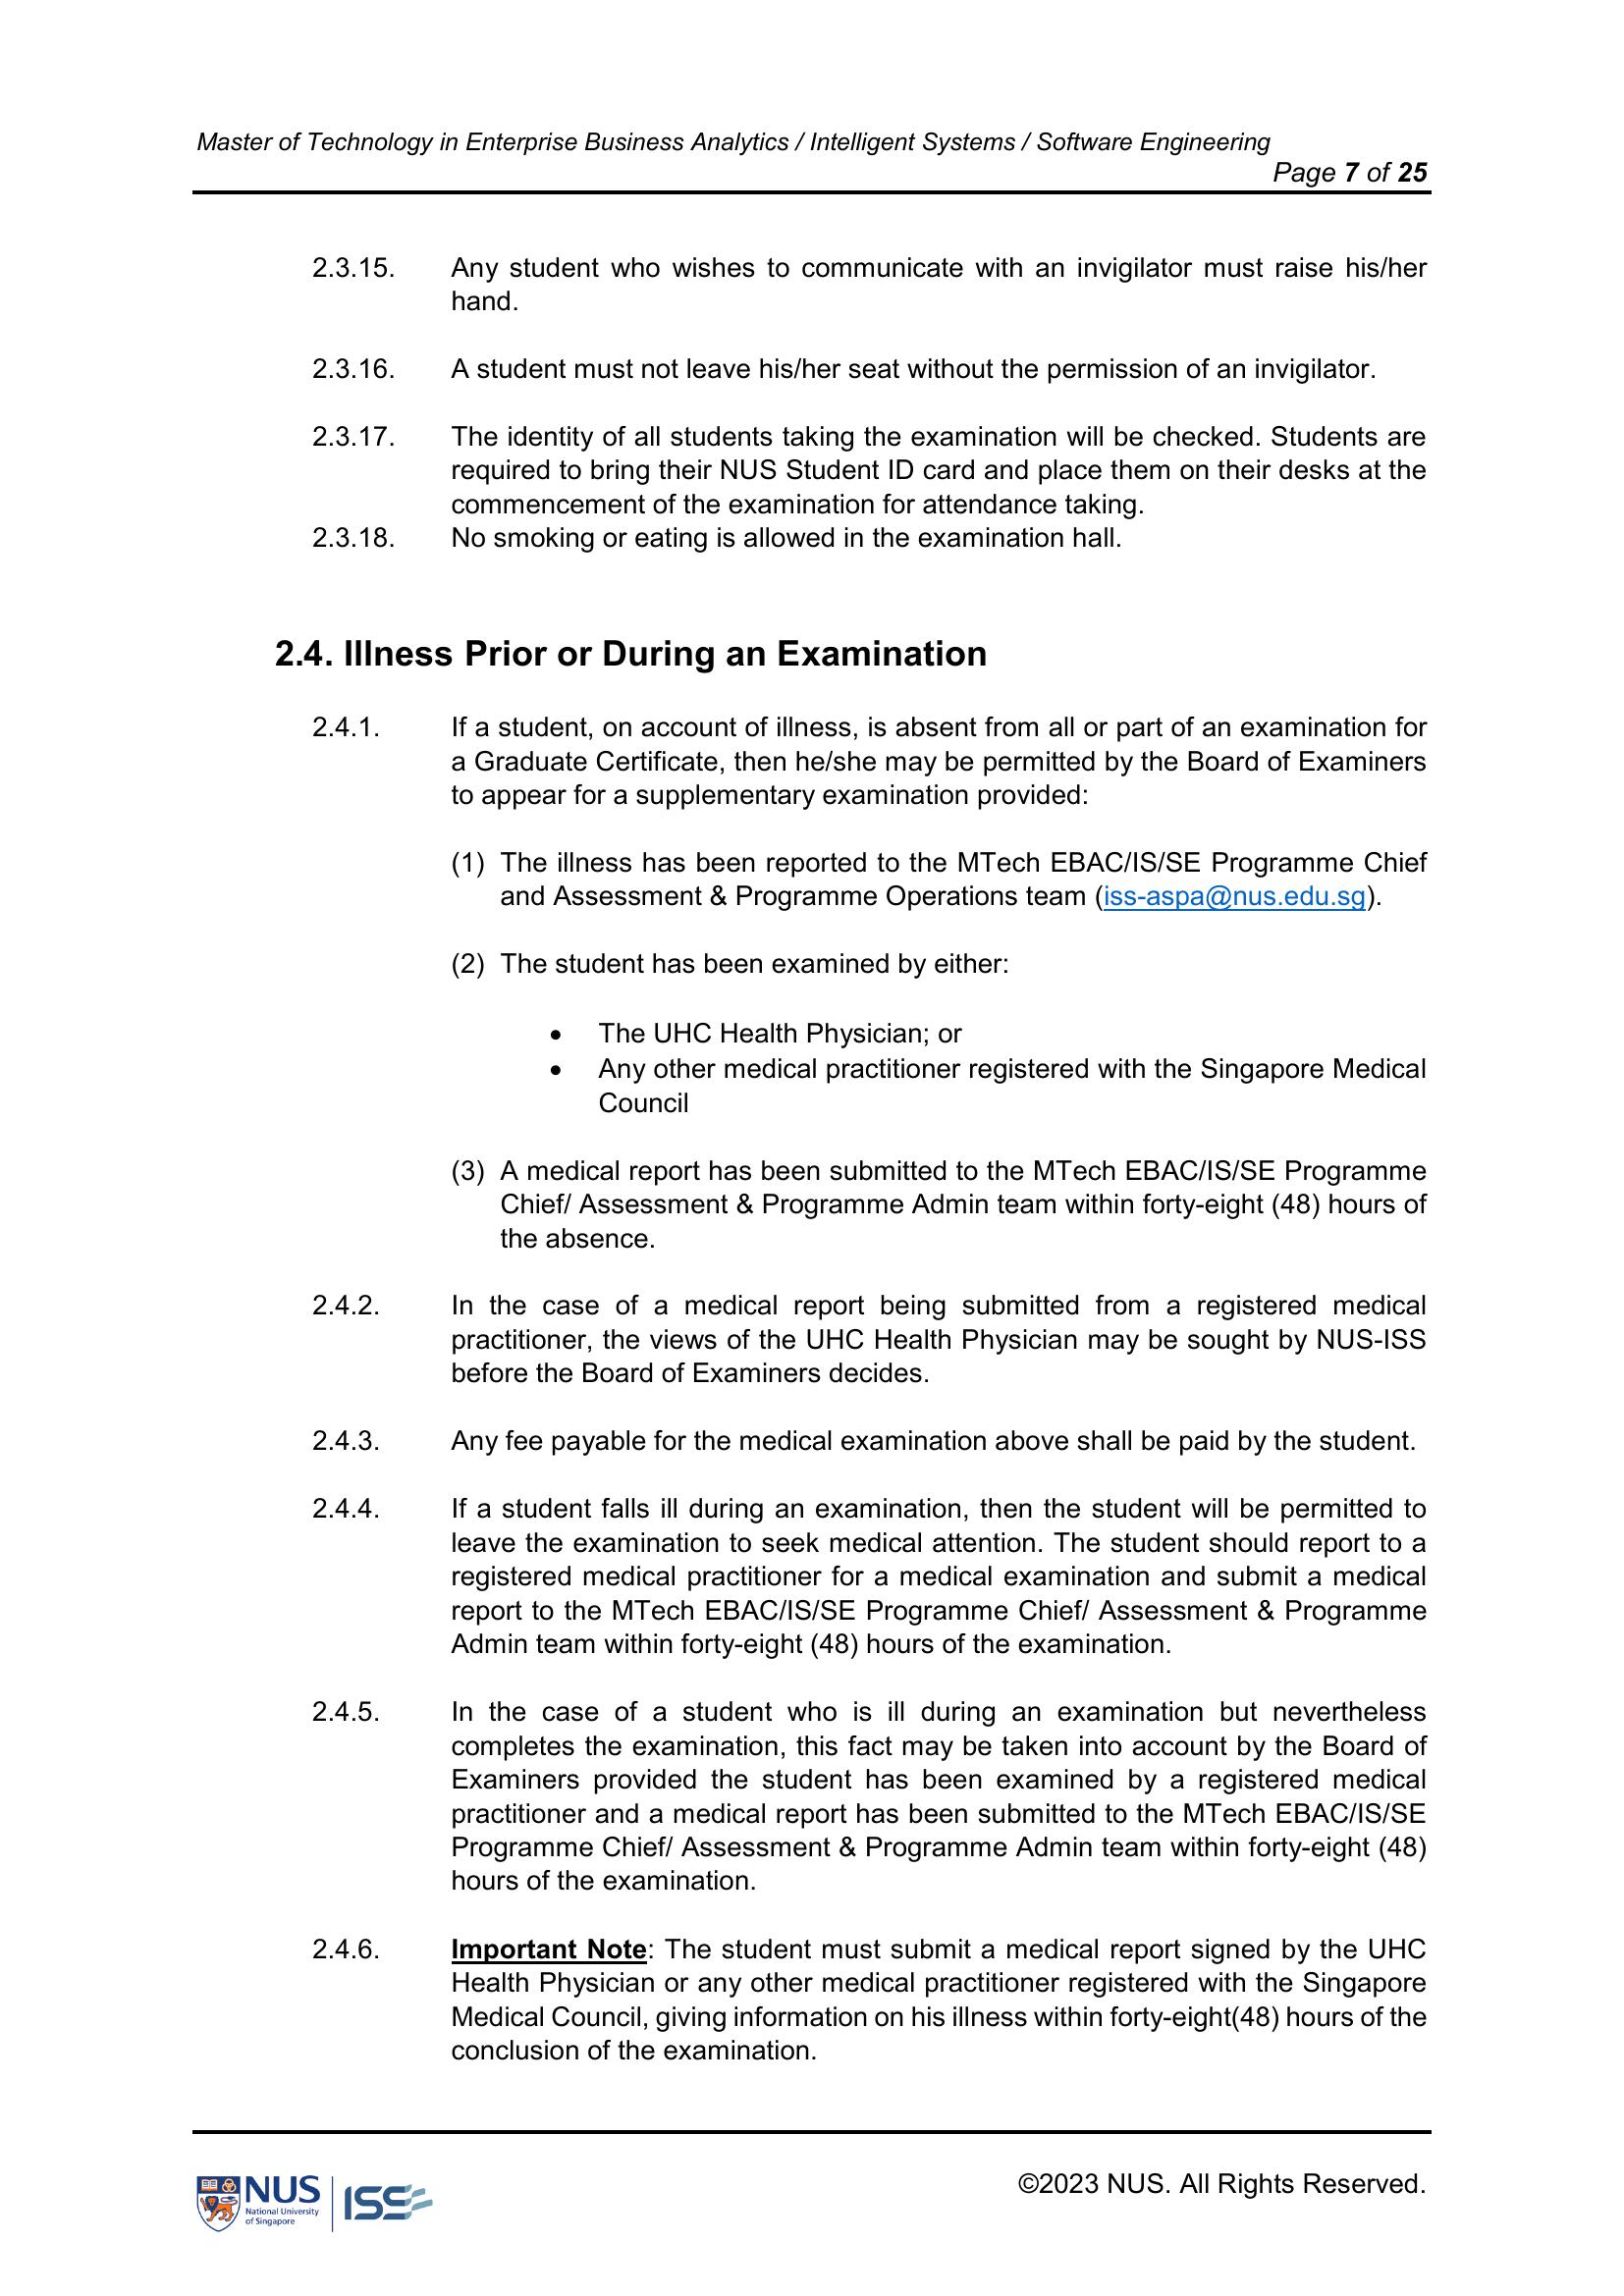 Master of Technology in Enterprise Business Analytics / Intelligent Systems / Software Engineering
Page 7 of 25
2.3.15. Any student who wishes to communicate with an invigilator must raise his/her
hand.
2.3.16. A student must not leave his/her seat without the permission of an invigilator.
2.3.17. The identity of all students taking the examination will be checked. Students are
required to bring their NUS Student ID card and place them on their desks at the
commencement of the examination for attendance taking.
2.3.18. No smoking or eating is allowed in the examination hall.
2.4. Illness Prior or During an Examination
2.4.1. If a student, on account of illness, is absent from all or part of an examination for
a Graduate Certificate, then he/she may be permitted by the Board of Examiners
to appear for a supplementary examination provided:
(1) The illness has been reported to the MTech EBAC/IS/SE Programme Chief
and Assessment & Programme Operations team (iss-aspa@nus.edu.sg).
(2) The student has been examined by either:
• The UHC Health Physician; or
• Any other medical practitioner registered with the Singapore Medical
Council
(3) A medical report has been submitted to the MTech EBAC/IS/SE Programme
Chief/ Assessment & Programme Admin team within forty-eight (48) hours of
the absence.
2.4.2. In the case of a medical report being submitted from a registered medical
practitioner, the views of the UHC Health Physician may be sought by NUS-ISS
before the Board of Examiners decides.
2.4.3. Any fee payable for the medical examination above shall be paid by the student.
2.4.4. If a student falls ill during an examination, then the student will be permitted to
leave the examination to seek medical attention. The student should report to a
registered medical practitioner for a medical examination and submit a medical
report to the MTech EBAC/IS/SE Programme Chief/ Assessment & Programme
Admin team within forty-eight (48) hours of the examination.
2.4.5. In the case of a student who is ill during an examination but nevertheless
completes the examination, this fact may be taken into account by the Board of
Examiners provided the student has been examined by a registered medical
practitioner and a medical report has been submitted to the MTech EBAC/IS/SE
Programme Chief/ Assessment & Programme Admin team within forty-eight (48)
hours of the examination.
2.4.6. Important Note: The student must submit a medical report signed by the UHC
Health Physician or any other medical practitioner registered with the Singapore
Medical Council, giving information on his illness within forty-eight(48) hours of the
conclusion of the examination.
©2023 NUS. All Rights Reserved.
NUS
National University
of Singapore
ISS